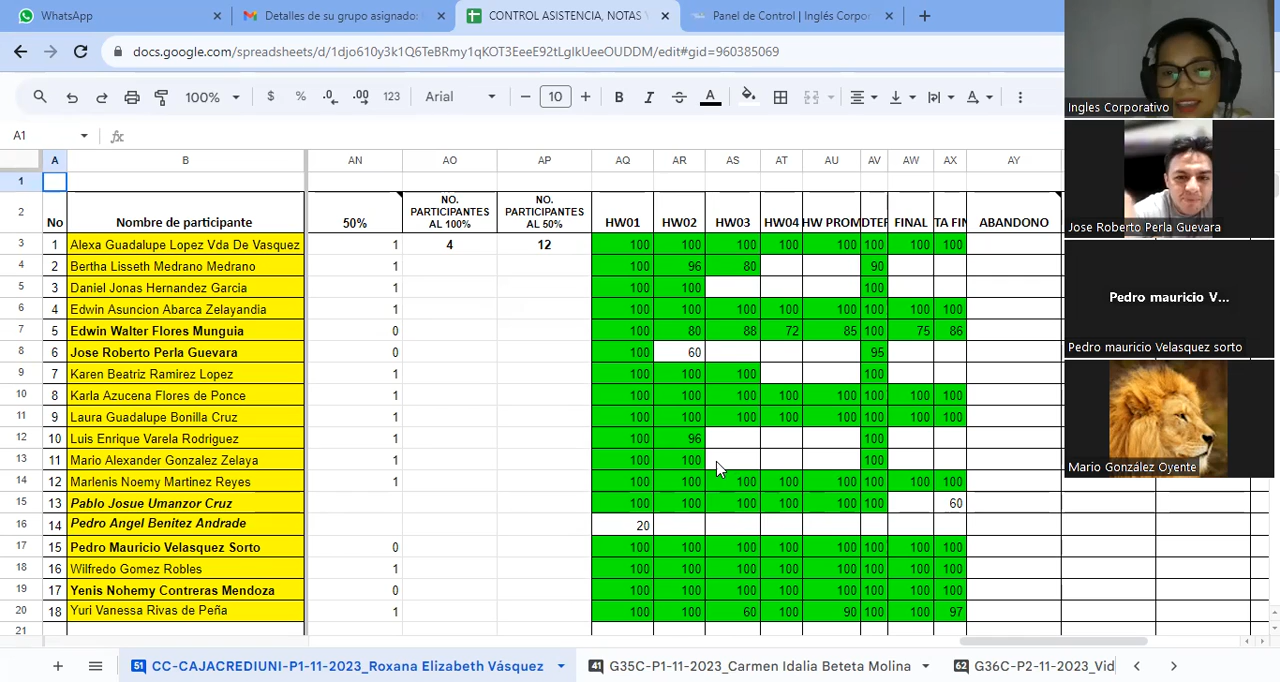 WhatsApp × Detalles de su grupo asignado: × CONTROL ASISTENCIA, NOTAS × Panel de Control | Inglés Corpor × +
docs.google.com/spreadsheets/d/1djo610y3k1Q6TeBRmy1qKOT3EeeE92tLglkUeeOUDDM/edit#gid=960385069
100% $ % .0 .00 123 Arial − 10 + B I A
A1 fx
A B AN AO AP AQ AR AS AT AU AV AW AX AY
1
2 No Nombre de participante 50% NO. PARTICIPANTES AL 100% NO. PARTICIPANTES AL 50% HW01 HW02 HW03 HW04 HW PROM DTER FINAL TA FIN ABANDONO
3 1 Alexa Guadalupe Lopez Vda De Vasquez 1 4 12 100 100 100 100 100 100 100 100
4 2 Bertha Lisseth Medrano Medrano 1 100 96 80 90
5 3 Daniel Jonas Hernandez Garcia 1 100 100 100
6 4 Edwin Asuncion Abarca Zelayandia 1 100 100 100 100 100 100 100 100
7 5 Edwin Walter Flores Munguia 0 100 80 88 72 85 100 75 86
8 6 Jose Roberto Perla Guevara 0 100 60 95
9 7 Karen Beatriz Ramirez Lopez 1 100 100 100 100
10 8 Karla Azucena Flores de Ponce 1 100 100 100 100 100 100 100 100
11 9 Laura Guadalupe Bonilla Cruz 1 100 100 100 100 100 100 100 100
12 10 Luis Enrique Varela Rodriguez 1 100 96 100
13 11 Mario Alexander Gonzalez Zelaya 1 100 100 100
14 12 Marlenis Noemy Martinez Reyes 1 100 100 100 100 100 100 100 100
15 13 Pablo Josue Umanzor Cruz 100 100 100 100 100 100 60
16 14 Pedro Angel Benitez Andrade 20
17 15 Pedro Mauricio Velasquez Sorto 0 100 100 100 100 100 100 100 100
18 16 Wilfredo Gomez Robles 1 100 100 100 100 100 100 100 100
19 17 Yenis Nohemy Contreras Mendoza 0 100 100 100 100 100 100 100 100
20 18 Yuri Vanessa Rivas de Peña 1 100 100 60 100 90 100 100 97
21
+ 51 CC-CAJACREDIUNI-P1-11-2023_Roxana Elizabeth Vásquez 41 G35C-P1-11-2023_Carmen Idalia Beteta Molina 62 G36C-P2-11-2023_Vid
Ingles Corporativo
Jose Roberto Perla Guevara
Pedro mauricio V...
Pedro mauricio Velasquez sorto
Mario González Oyente